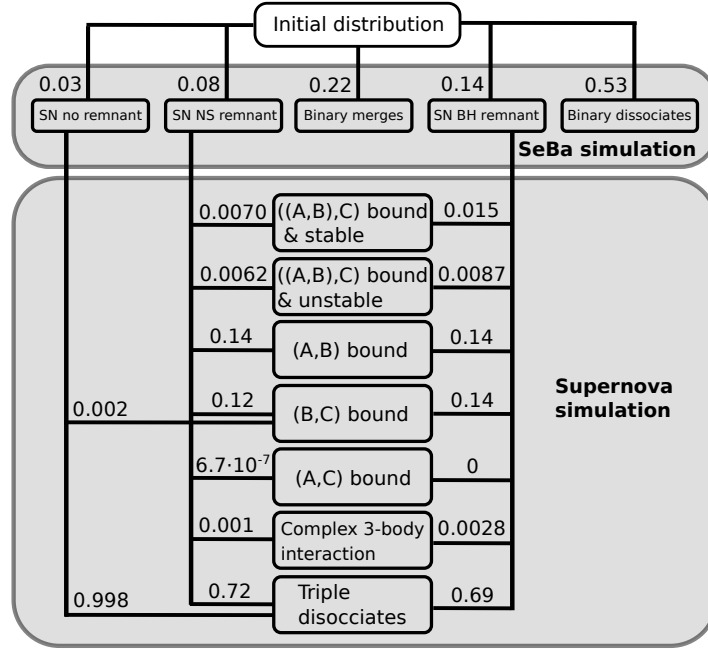 Initial distribution
0.03 0.08 0.22 0.14 0.53
SN no remnant SN NS remnant Binary merges SN BH remnant Binary dissociates
SeBa simulation
0.0070 ((A,B),C) bound 0.015
& stable
0.0062 ((A,B),C) bound 0.0087
& unstable
0.14 (A,B) bound 0.14
Supernova
simulation
0.002 0.12 (B,C) bound 0.14
6.7·10⁻⁷ (A,C) bound 0
0.001 Complex 3-body 0.0028
interaction
0.998 0.72 Triple 0.69
disocciates